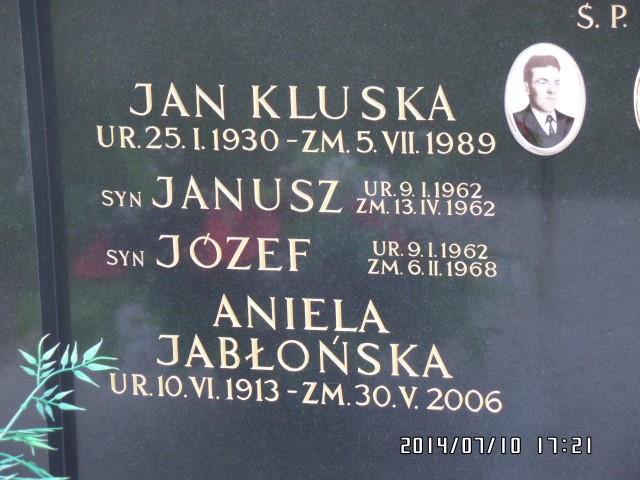 Ś.P.
JAN KLUSKA
UR. 25. I. 1930 - ZM. 5. VII. 1989
SYN JANUSZ UR. 9. I. 1962
ZM. 13. IV. 1962
SYN JÓZEF UR. 9. I. 1962
ZM. 6. II. 1968
ANIELA
JABŁOŃSKA
UR. 10. VI. 1913 - ZM. 30. V. 2006
2014/07/10 17:21